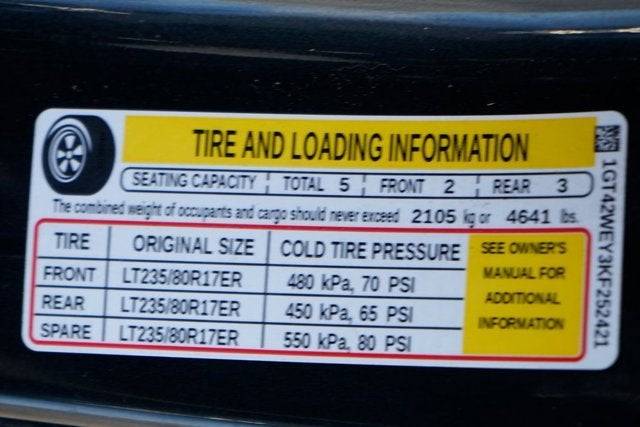 TIRE AND LOADING INFORMATION
SEATING CAPACITY TOTAL 5 FRONT 2 REAR 3
The combined weight of occupants and cargo should never exceed 2105 kg or 4641 lbs.
TIRE ORIGINAL SIZE COLD TIRE PRESSURE
FRONT LT235/80R17ER 480 kPa, 70 PSI
REAR LT235/80R17ER 450 kPa, 65 PSI
SPARE LT235/80R17ER 550 kPa, 80 PSI
SEE OWNER'S
MANUAL FOR
ADDITIONAL
INFORMATION
1GT42WEY3KF252421